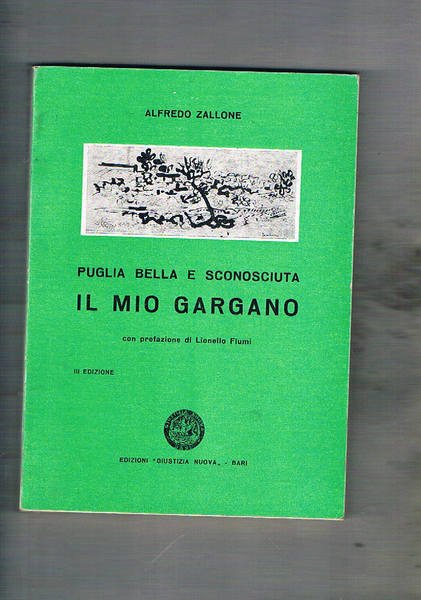 ALFREDO ZALLONE
PUGLIA BELLA E SCONOSCIUTA
IL MIO GARGANO
con prefazione di Lionello Fiumi
III EDIZIONE
EDIZIONI "GIUSTIZIA NUOVA„ - BARI